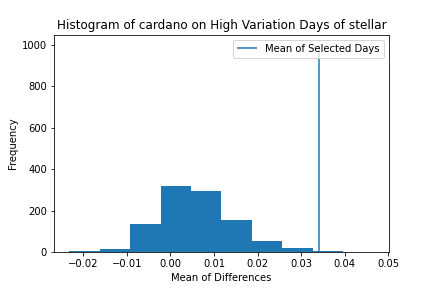 Histogram of cardano on High Variation Days of stellar
Mean of Selected Days
Frequency
1000
800
600
400
200
0
-0.02 -0.01 0.00 0.01 0.02 0.03 0.04 0.05
Mean of Differences